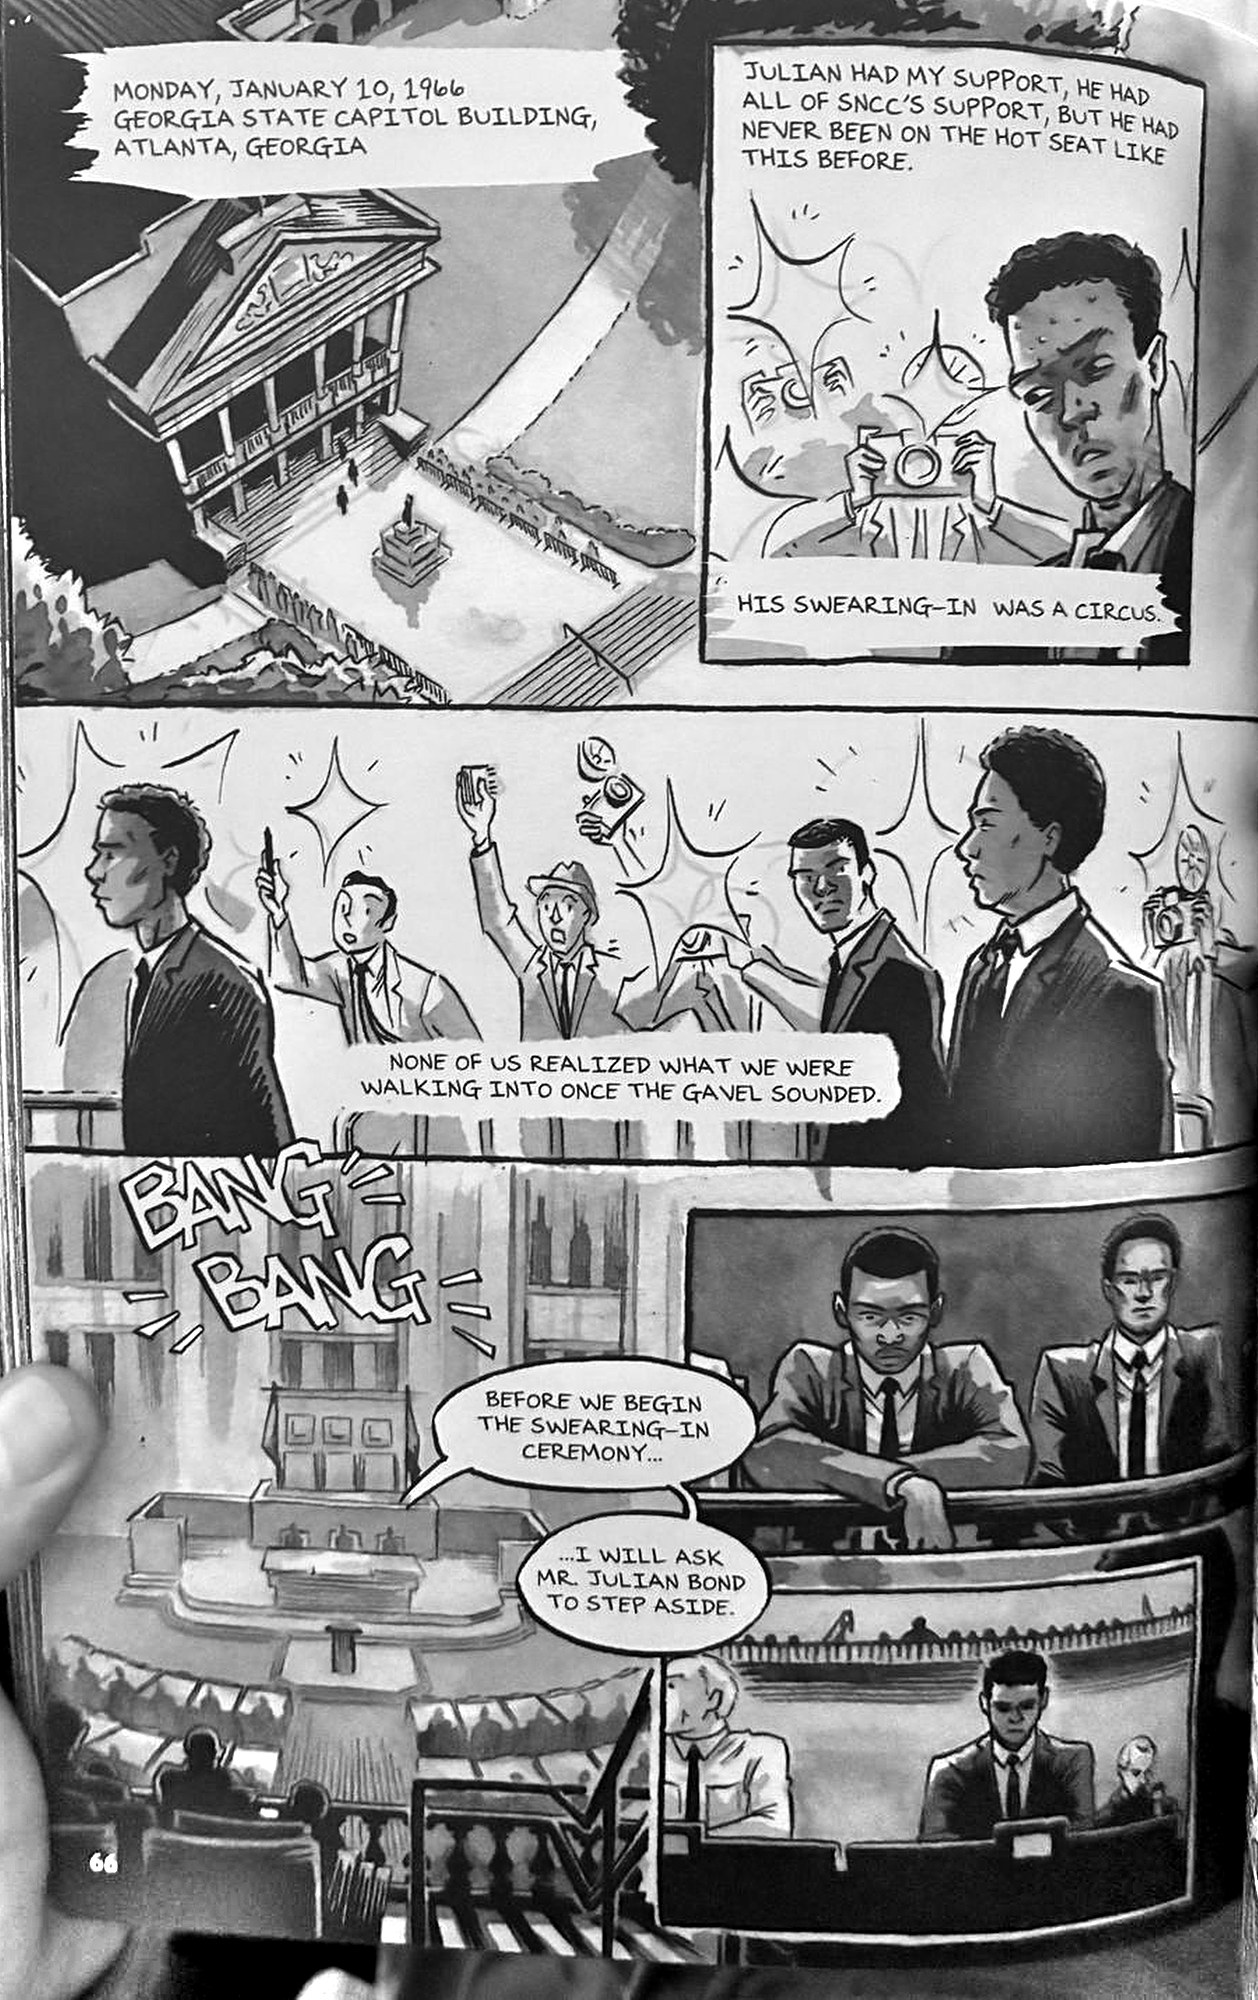 MONDAY, JANUARY 10, 1966
GEORGIA STATE CAPITOL BUILDING,
ATLANTA, GEORGIA
JULIAN HAD MY SUPPORT, HE HAD
ALL OF SNCC'S SUPPORT, BUT HE HAD
NEVER BEEN ON THE HOT SEAT LIKE
THIS BEFORE.
HIS SWEARING-IN WAS A CIRCUS.
NONE OF US REALIZED WHAT WE WERE
WALKING INTO ONCE THE GAVEL SOUNDED.
BANG
BANG
BEFORE WE BEGIN
THE SWEARING-IN
CEREMONY...
...I WILL ASK
MR. JULIAN BOND
TO STEP ASIDE.
66